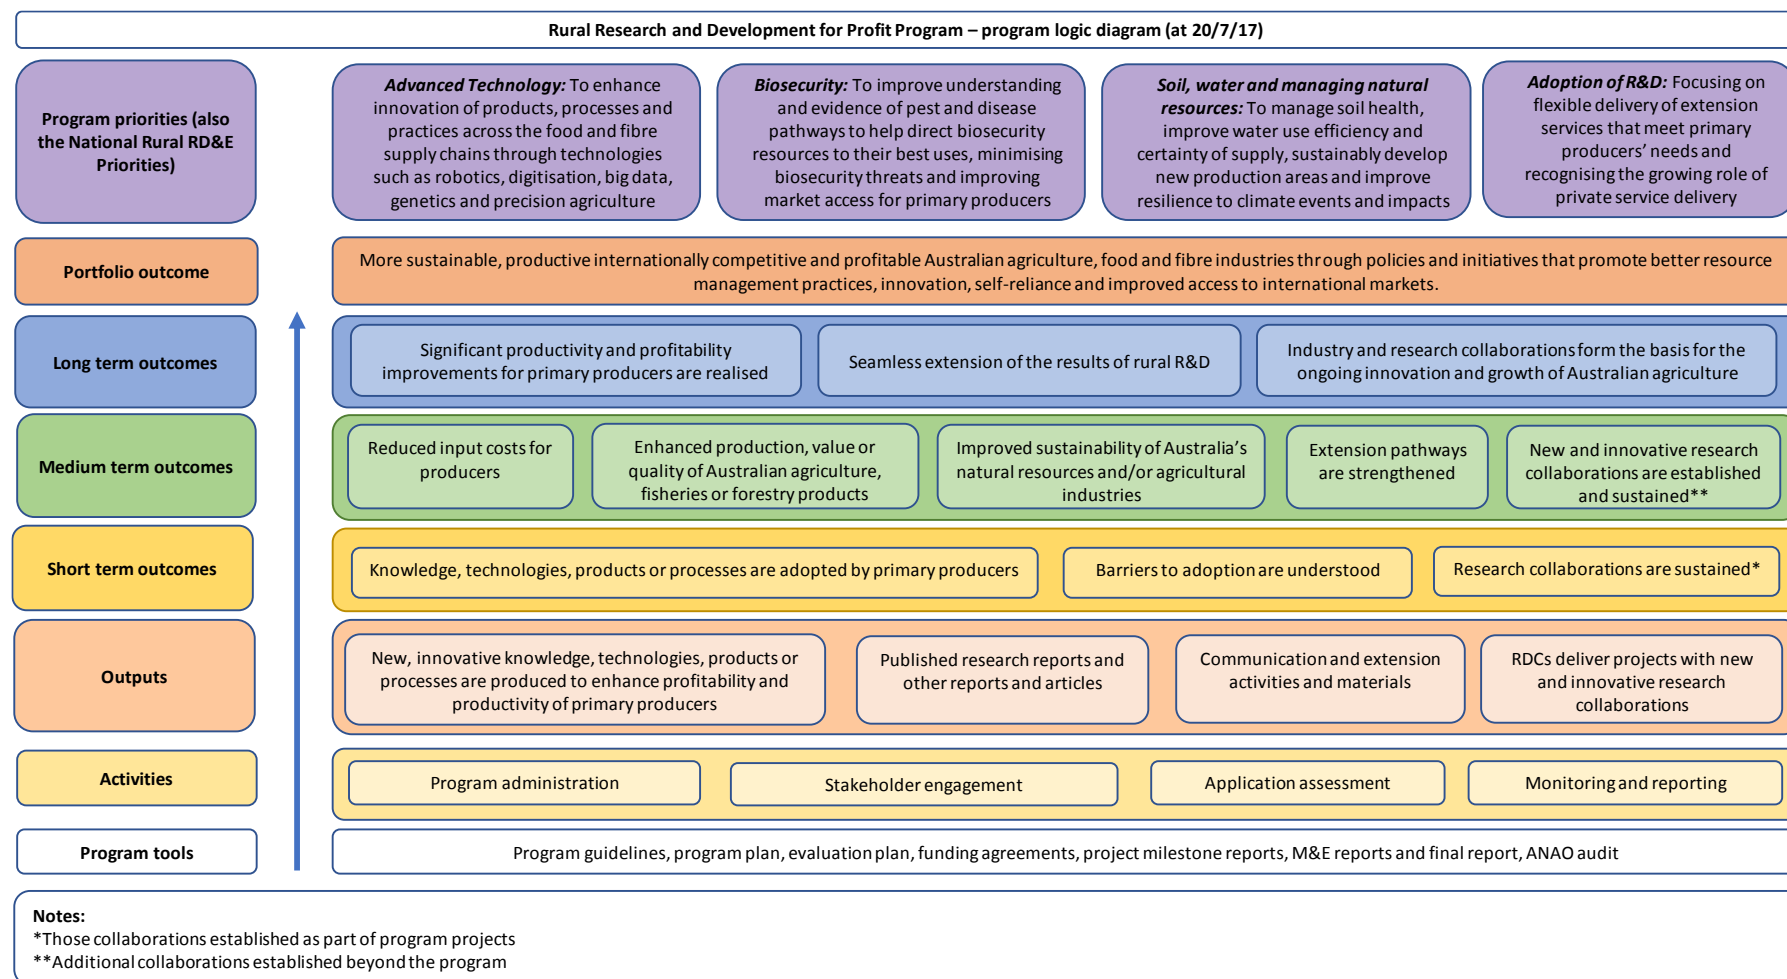 Rural Research and Development for Profit Program – program logic diagram (at 20/7/17)
Program priorities (also
the National Rural RD&E
Priorities)
Advanced Technology: To enhance
innovation of products, processes and
practices across the food and fibre
supply chains through technologies
such as robotics, digitisation, big data,
genetics and precision agriculture
Biosecurity: To improve understanding
and evidence of pest and disease
pathways to help direct biosecurity
resources to their best uses, minimising
biosecurity threats and improving
market access for primary producers
Soil, water and managing natural
resources: To manage soil health,
improve water use efficiency and
certainty of supply, sustainably develop
new production areas and improve
resilience to climate events and impacts
Adoption of R&D: Focusing on
flexible delivery of extension
services that meet primary
producers’ needs and
recognising the growing role of
private service delivery
Portfolio outcome
More sustainable, productive internationally competitive and profitable Australian agriculture, food and fibre industries through policies and initiatives that promote better resource
management practices, innovation, self-reliance and improved access to international markets.
Long term outcomes
Significant productivity and profitability
improvements for primary producers are realised
Seamless extension of the results of rural R&D
Industry and research collaborations form the basis for the
ongoing innovation and growth of Australian agriculture
Medium term outcomes
Reduced input costs for
producers
Enhanced production, value or
quality of Australian agriculture,
fisheries or forestry products
Improved sustainability of Australia’s
natural resources and/or agricultural
industries
Extension pathways
are strengthened
New and innovative research
collaborations are established
and sustained**
Short term outcomes
Knowledge, technologies, products or processes are adopted by primary producers
Barriers to adoption are understood
Research collaborations are sustained*
Outputs
New, innovative knowledge, technologies, products or
processes are produced to enhance profitability and
productivity of primary producers
Published research reports and
other reports and articles
Communication and extension
activities and materials
RDCs deliver projects with new
and innovative research
collaborations
Activities
Program administration
Stakeholder engagement
Application assessment
Monitoring and reporting
Program tools
Program guidelines, program plan, evaluation plan, funding agreements, project milestone reports, M&E reports and final report, ANAO audit
Notes:
*Those collaborations established as part of program projects
**Additional collaborations established beyond the program